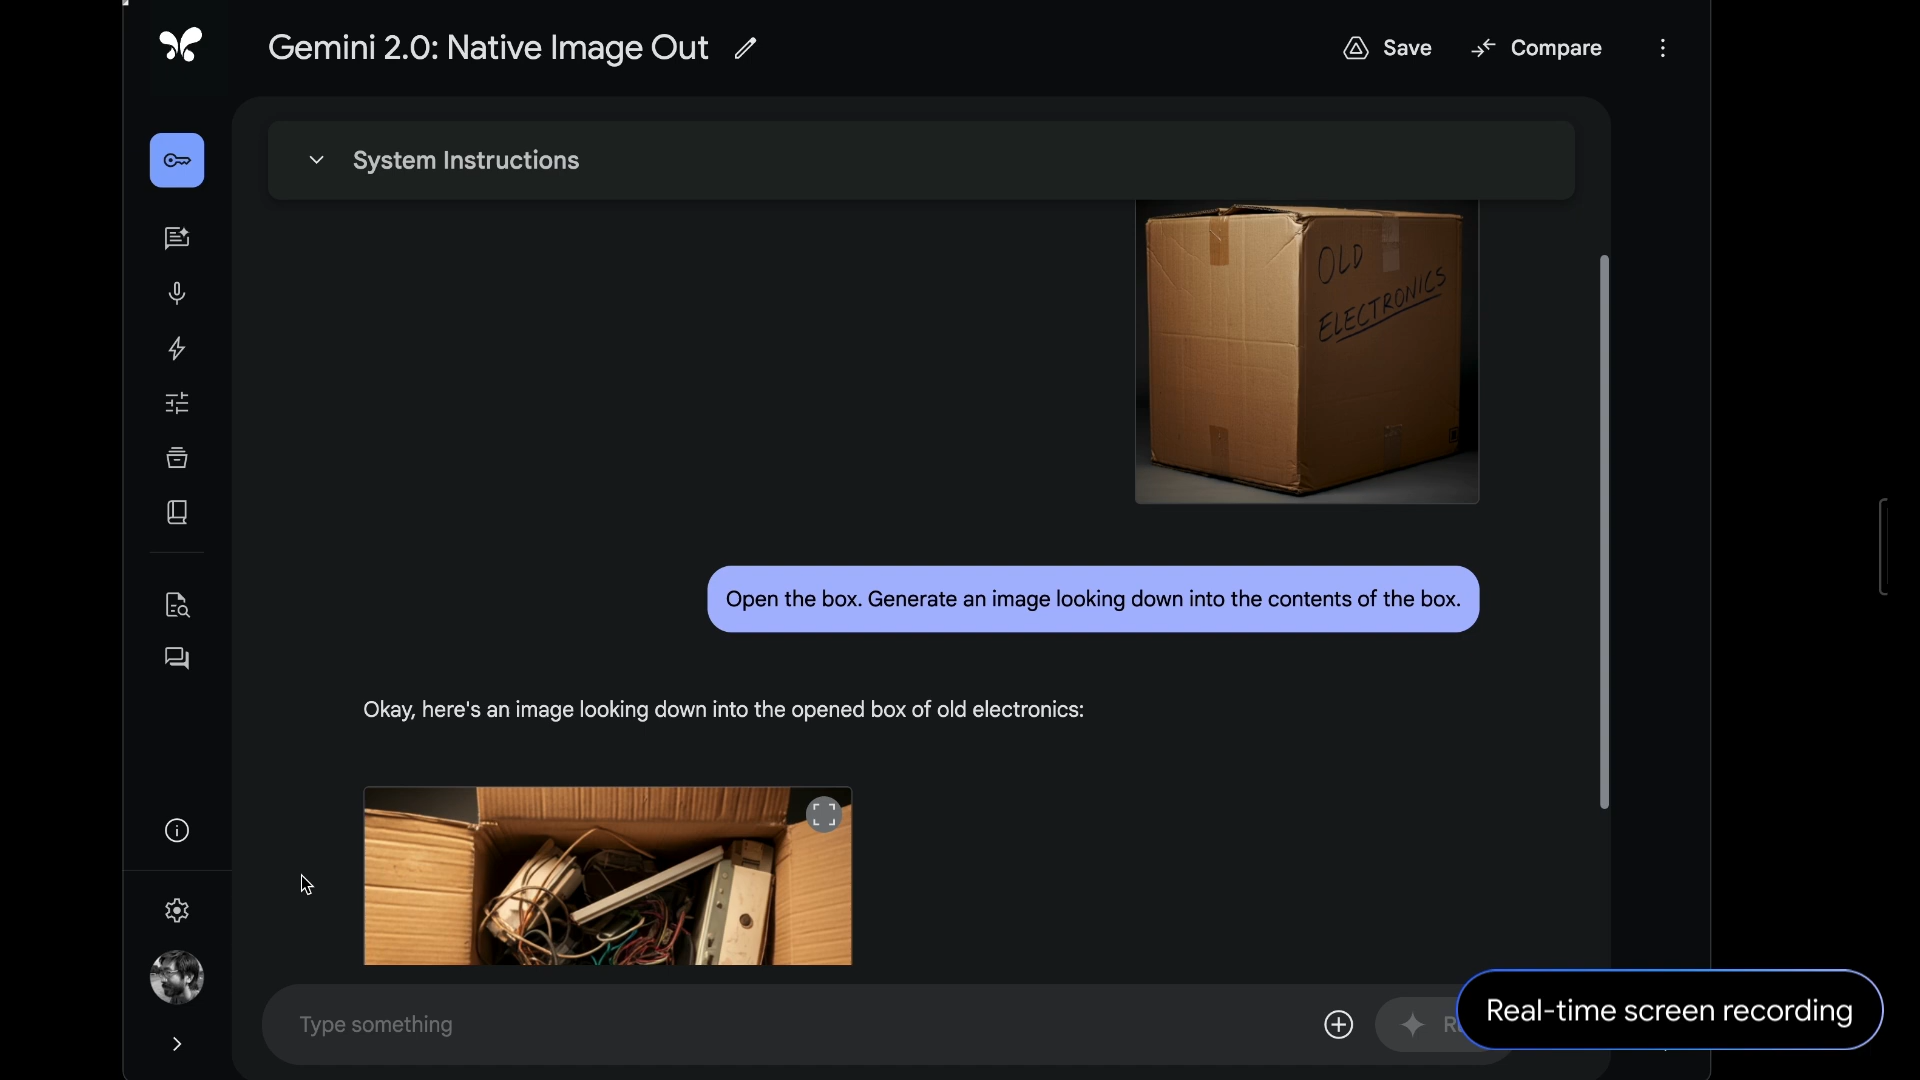 Gemini 2.0: Native Image Out
Save
Compare
System Instructions
OLD
ELECTRONICS
Open the box. Generate an image looking down into the contents of the box.
Okay, here's an image looking down into the opened box of old electronics:
Type something
Real-time screen recording